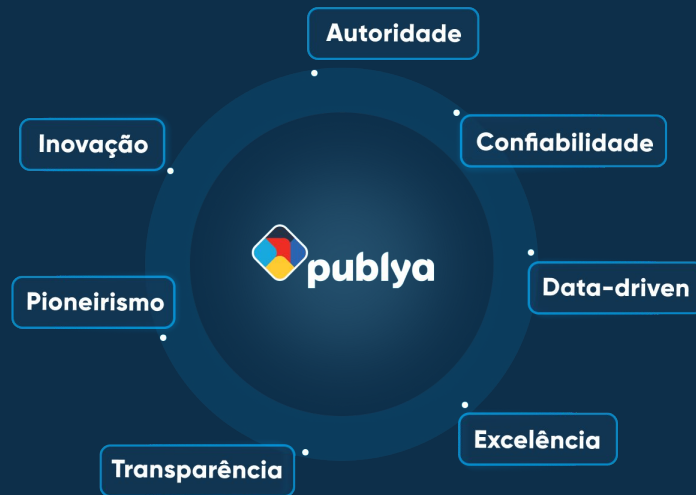 Autoridade
Confiabilidade
Inovação
publya
Data-driven
Pioneirismo
Excelência
Transparência